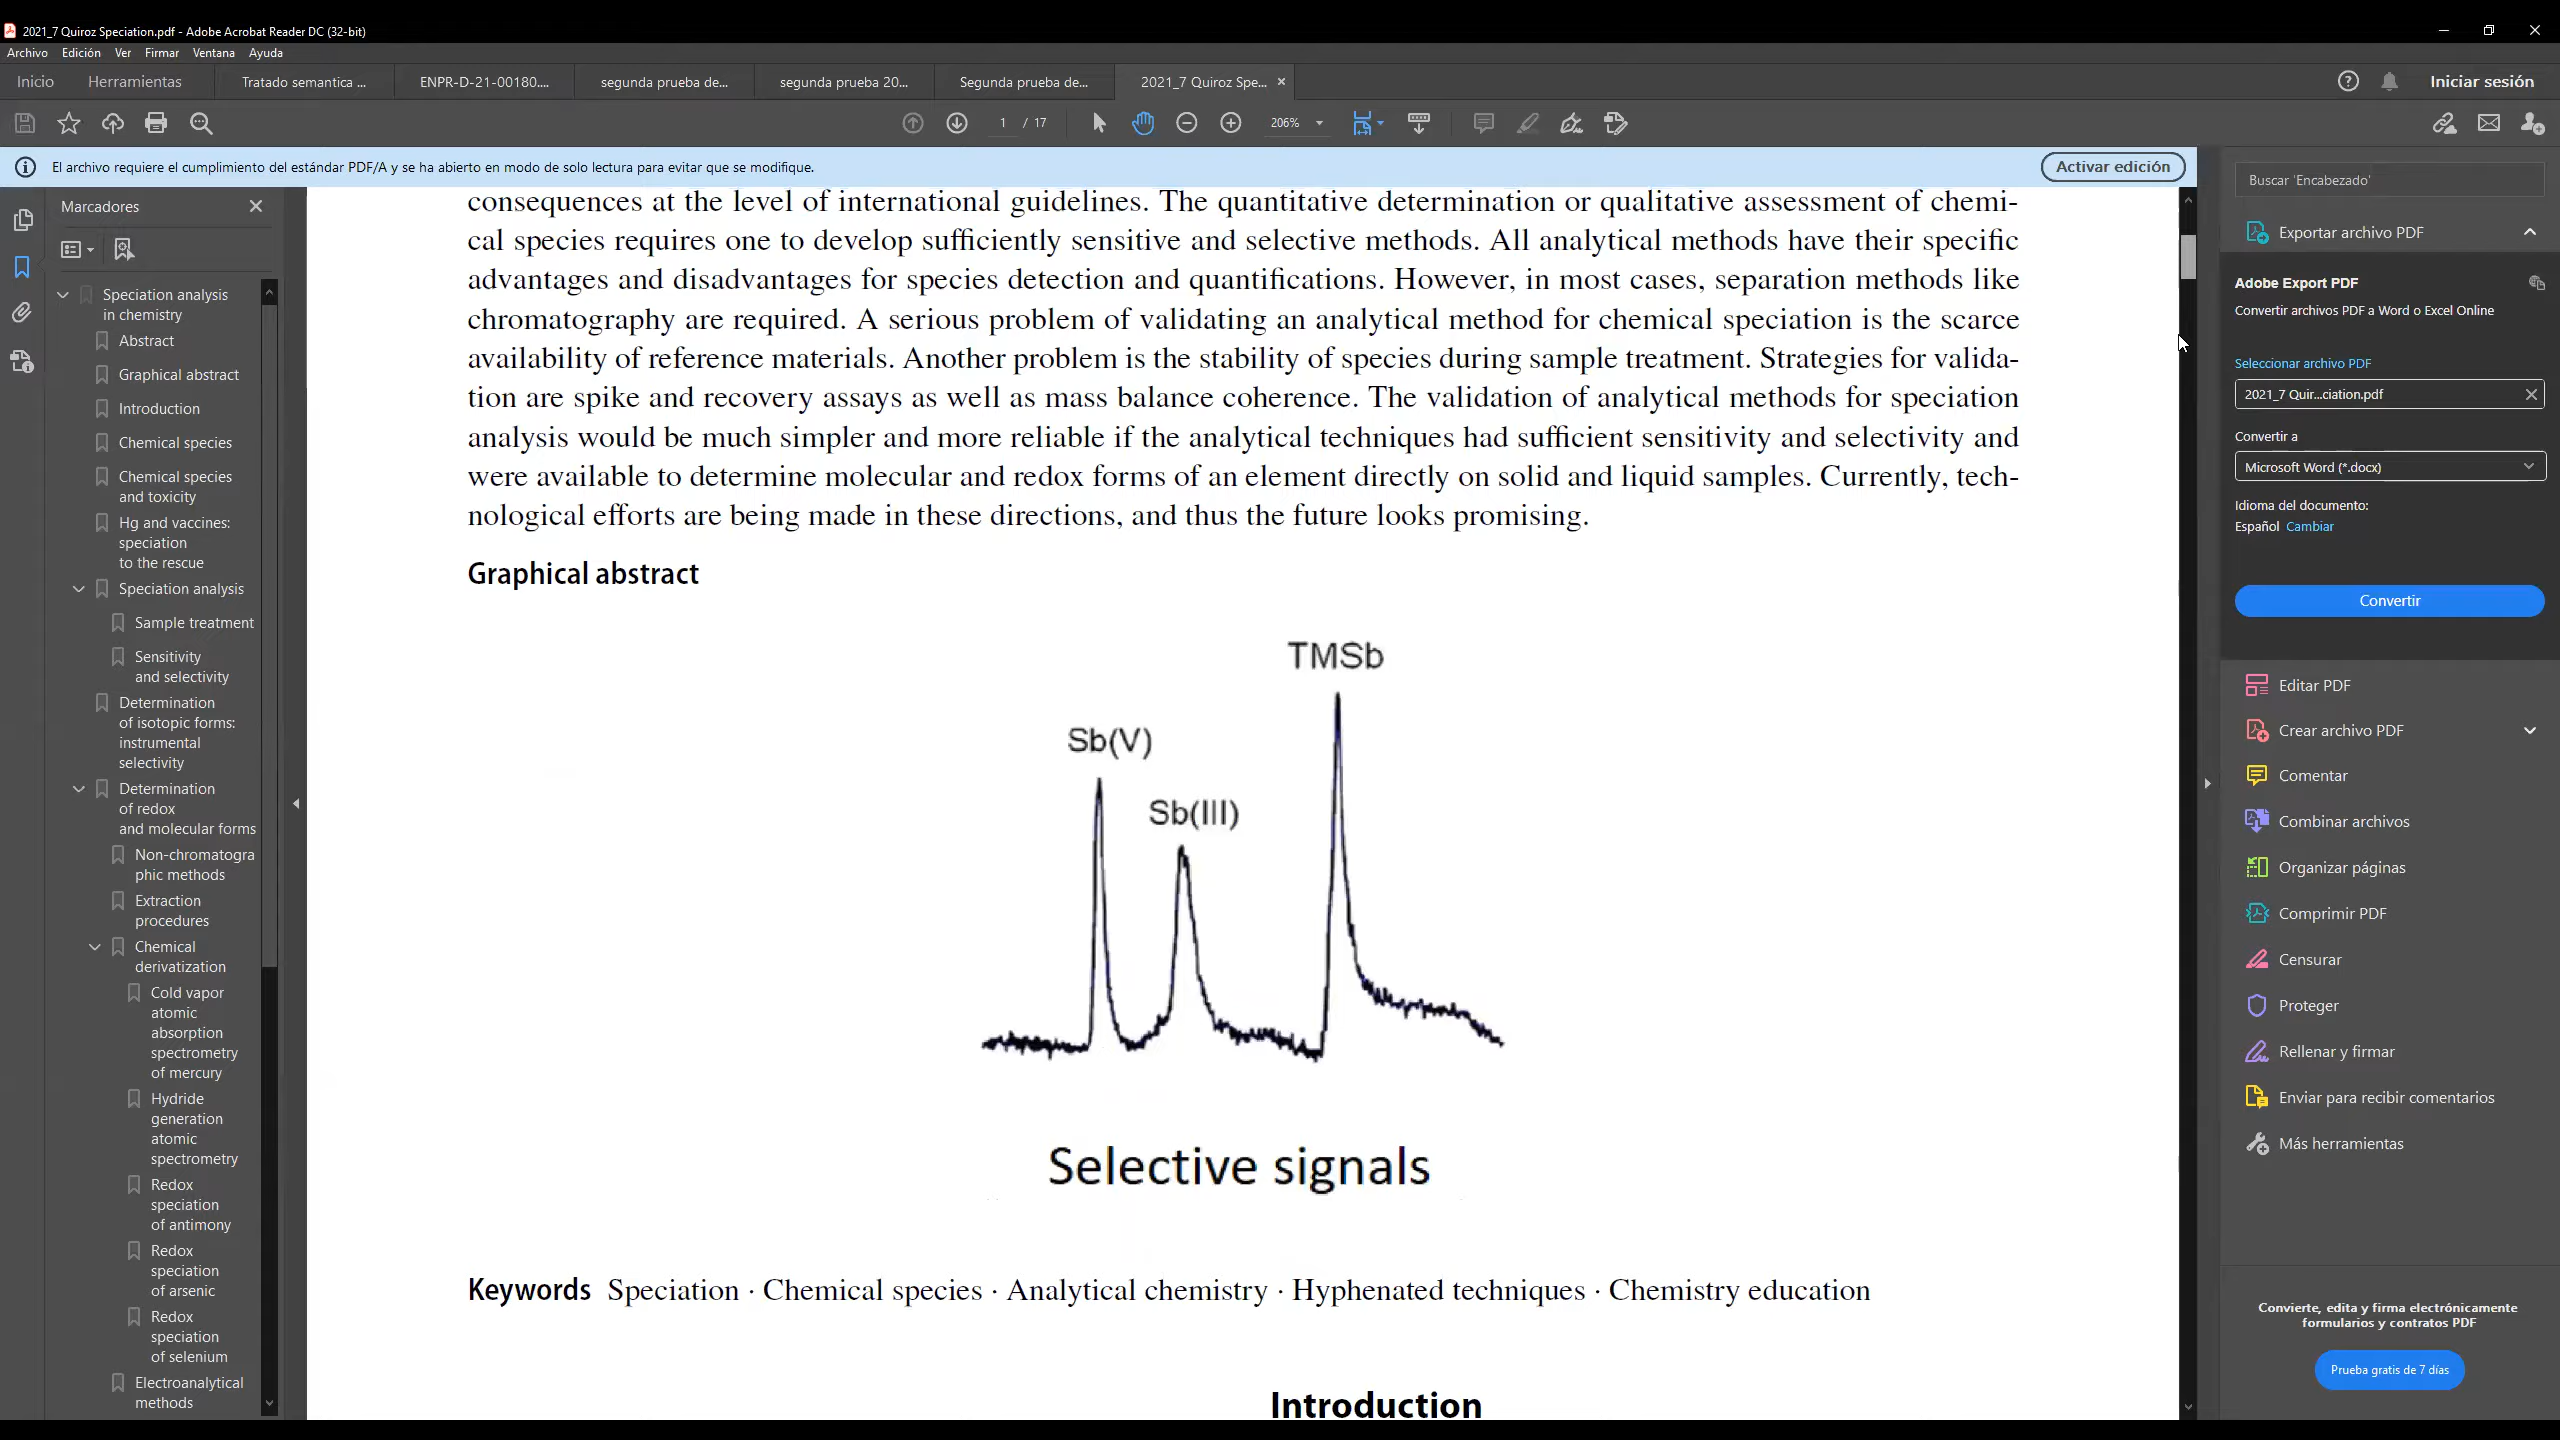 2021_7 Quiroz Speciation.pdf - Adobe Acrobat Reader DC (32-bit)
Archivo Edición Ver Firmar Ventana Ayuda
Inicio Herramientas Tratado semantica ... ENPR-D-21-00180.... segunda prueba de... segunda prueba 20... Segunda prueba de... 2021_7 Quiroz Spe... Iniciar sesión
1 / 17 206%
El archivo requiere el cumplimiento del estándar PDF/A y se ha abierto en modo de solo lectura para evitar que se modifique. Activar edición
Marcadores
Speciation analysis
in chemistry
Abstract
Graphical abstract
Introduction
Chemical species
Chemical species
and toxicity
Hg and vaccines:
speciation
to the rescue
Speciation analysis
Sample treatment
Sensitivity
and selectivity
Determination
of isotopic forms:
instrumental
selectivity
Determination
of redox
and molecular forms
Non-chromatogra
phic methods
Extraction
procedures
Chemical
derivatization
Cold vapor
atomic
absorption
spectrometry
of mercury
Hydride
generation
atomic
spectrometry
Redox
speciation
of antimony
Redox
speciation
of arsenic
Redox
speciation
of selenium
Electroanalytical
methods
consequences at the level of international guidelines. The quantitative determination or qualitative assessment of chemi-
cal species requires one to develop sufficiently sensitive and selective methods. All analytical methods have their specific
advantages and disadvantages for species detection and quantifications. However, in most cases, separation methods like
chromatography are required. A serious problem of validating an analytical method for chemical speciation is the scarce
availability of reference materials. Another problem is the stability of species during sample treatment. Strategies for valida-
tion are spike and recovery assays as well as mass balance coherence. The validation of analytical methods for speciation
analysis would be much simpler and more reliable if the analytical techniques had sufficient sensitivity and selectivity and
were available to determine molecular and redox forms of an element directly on solid and liquid samples. Currently, tech-
nological efforts are being made in these directions, and thus the future looks promising.
Graphical abstract
TMSb
Sb(V)
Sb(III)
Selective signals
Keywords Speciation · Chemical species · Analytical chemistry · Hyphenated techniques · Chemistry education
Introduction
Buscar 'Encabezado'
Exportar archivo PDF
Adobe Export PDF
Convertir archivos PDF a Word o Excel Online
Seleccionar archivo PDF
2021_7 Quir...ciation.pdf
Convertir a
Microsoft Word (*.docx)
Idioma del documento:
Español Cambiar
Convertir
Editar PDF
Crear archivo PDF
Comentar
Combinar archivos
Organizar páginas
Comprimir PDF
Censurar
Proteger
Rellenar y firmar
Enviar para recibir comentarios
Más herramientas
Convierte, edita y firma electrónicamente
formularios y contratos PDF
Prueba gratis de 7 días